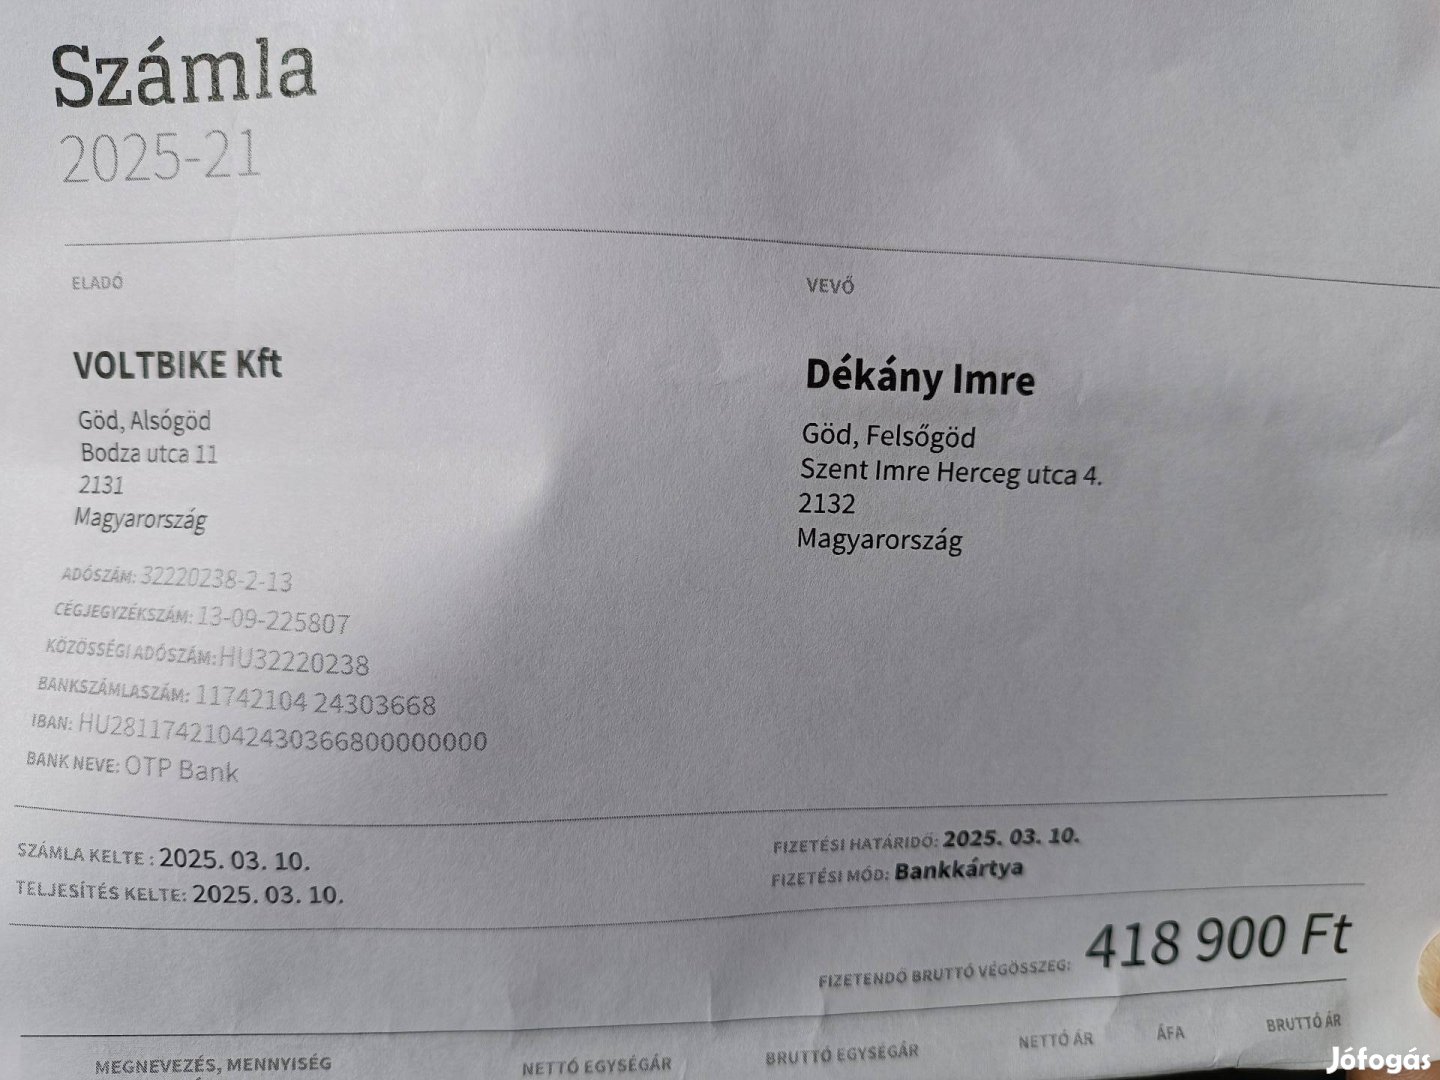 Számla
2025-21
ELADÓ
VOLTBIKE Kft
Göd, Alsógöd
Bodza utca 11
2131
Magyarország
ADÓSZÁM: 32220238-2-13
CÉGJEGYZÉKSZÁM: 13-09-225807
KÖZÖSSÉGI ADÓSZÁM: HU32220238
BANKSZÁMLASZÁM: 11742104 24303668
IBAN: HU28117421042430366800000000
BANK NEVE: OTP Bank
VEVŐ
Dékány Imre
Göd, Felsőgöd
Szent Imre Herceg utca 4.
2132
Magyarország
SZÁMLA KELTE : 2025. 03. 10.
TELJESÍTÉS KELTE: 2025. 03. 10.
FIZETÉSI HATÁRIDŐ: 2025. 03. 10.
FIZETÉSI MÓD: Bankkártya
FIZETENDŐ BRUTTÓ VÉGÖSSZEG: 418 900 Ft
MEGNEVEZÉS, MENNYISÉG NETTÓ EGYSÉGÁR BRUTTÓ EGYSÉGÁR NETTÓ ÁR ÁFA BRUTTÓ ÁR
Jófogás